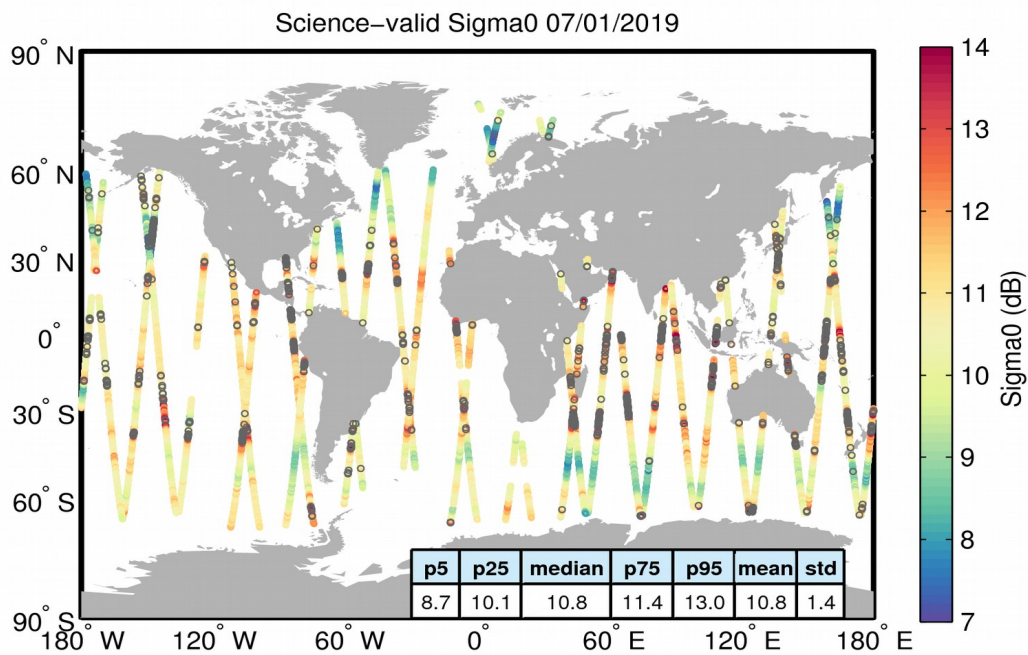 Science−valid Sigma0 07/01/2019
90° N
60° N
30° N
0°
30° S
60° S
90° S
180° W
120° W
60° W
0°
60° E
120° E
180° E
14
13
12
11
10
9
8
7
Sigma0 (dB)
p5 p25 median p75 p95 mean std
8.7 10.1 10.8 11.4 13.0 10.8 1.4